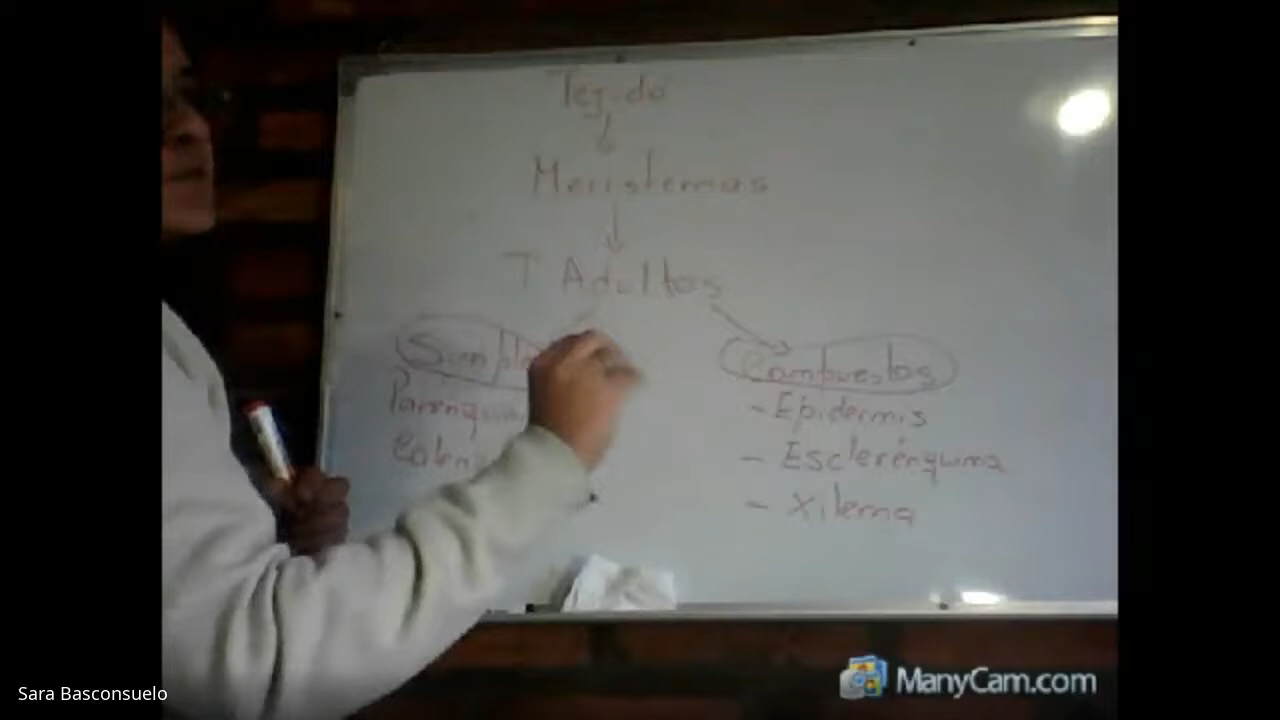 Tejido
Meristemas
T Adultos
Compuestos
- Epidermis
- Esclerénquima
- Xilema
Sara Basconsuelo
ManyCam.com